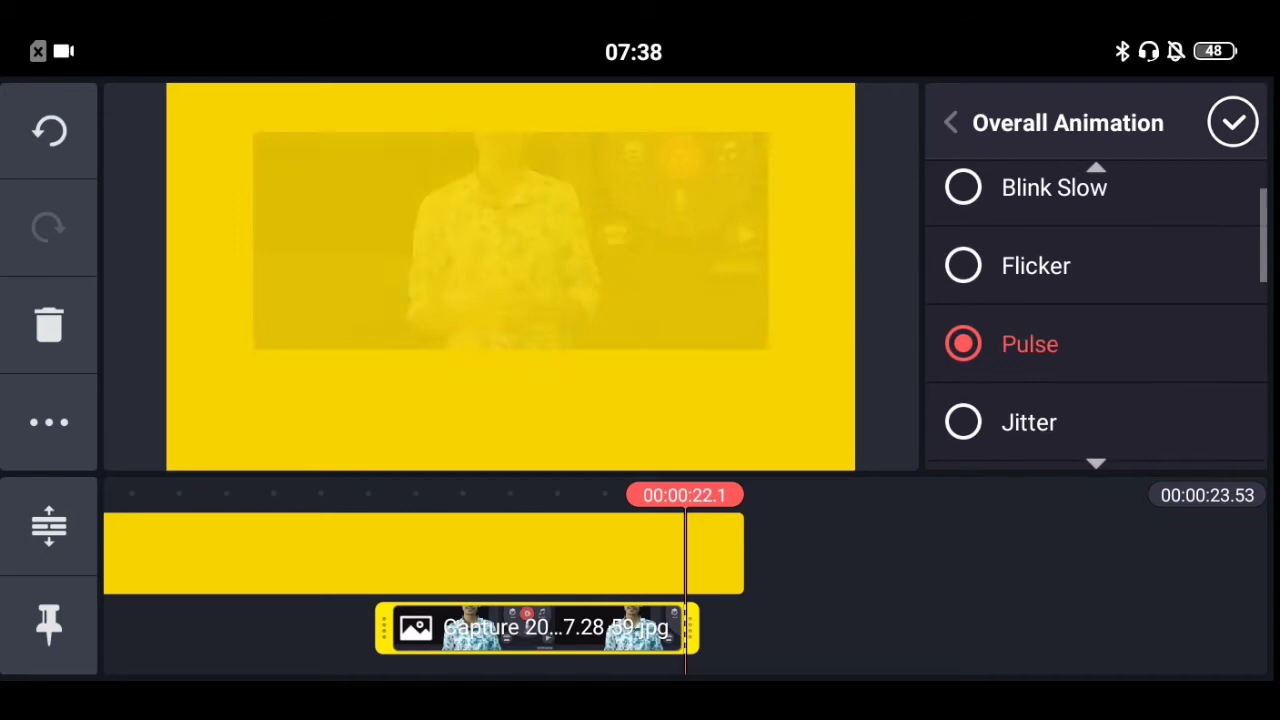 07:38
48
Overall Animation
Blink Slow
Flicker
Pulse
Jitter
00:00:22.1
00:00:23.53
Capture 20...7.28.59.jpg